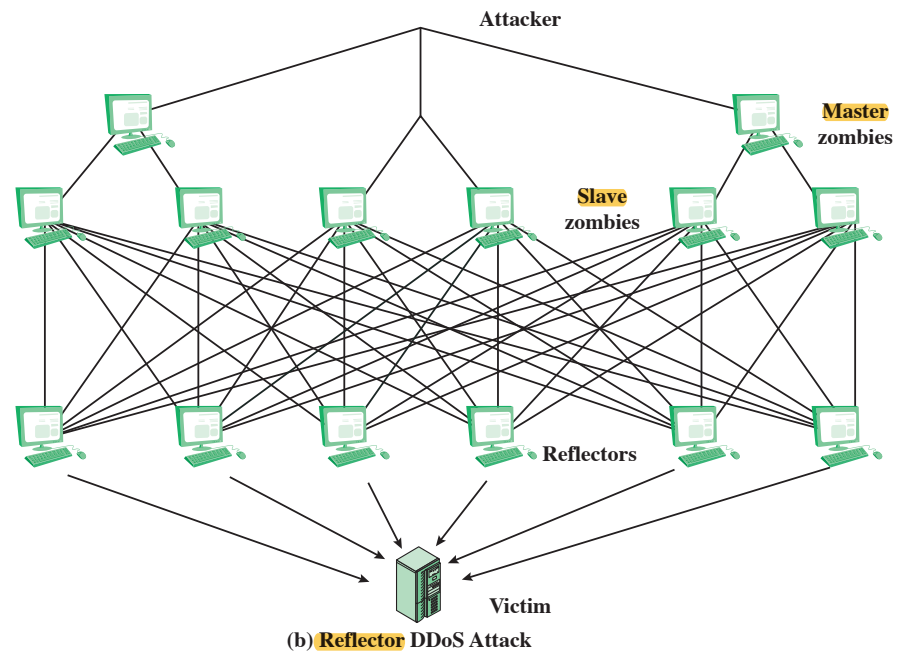 Attacker
Master
zombies
Slave
zombies
Reflectors
Victim
(b) Reflector DDoS Attack